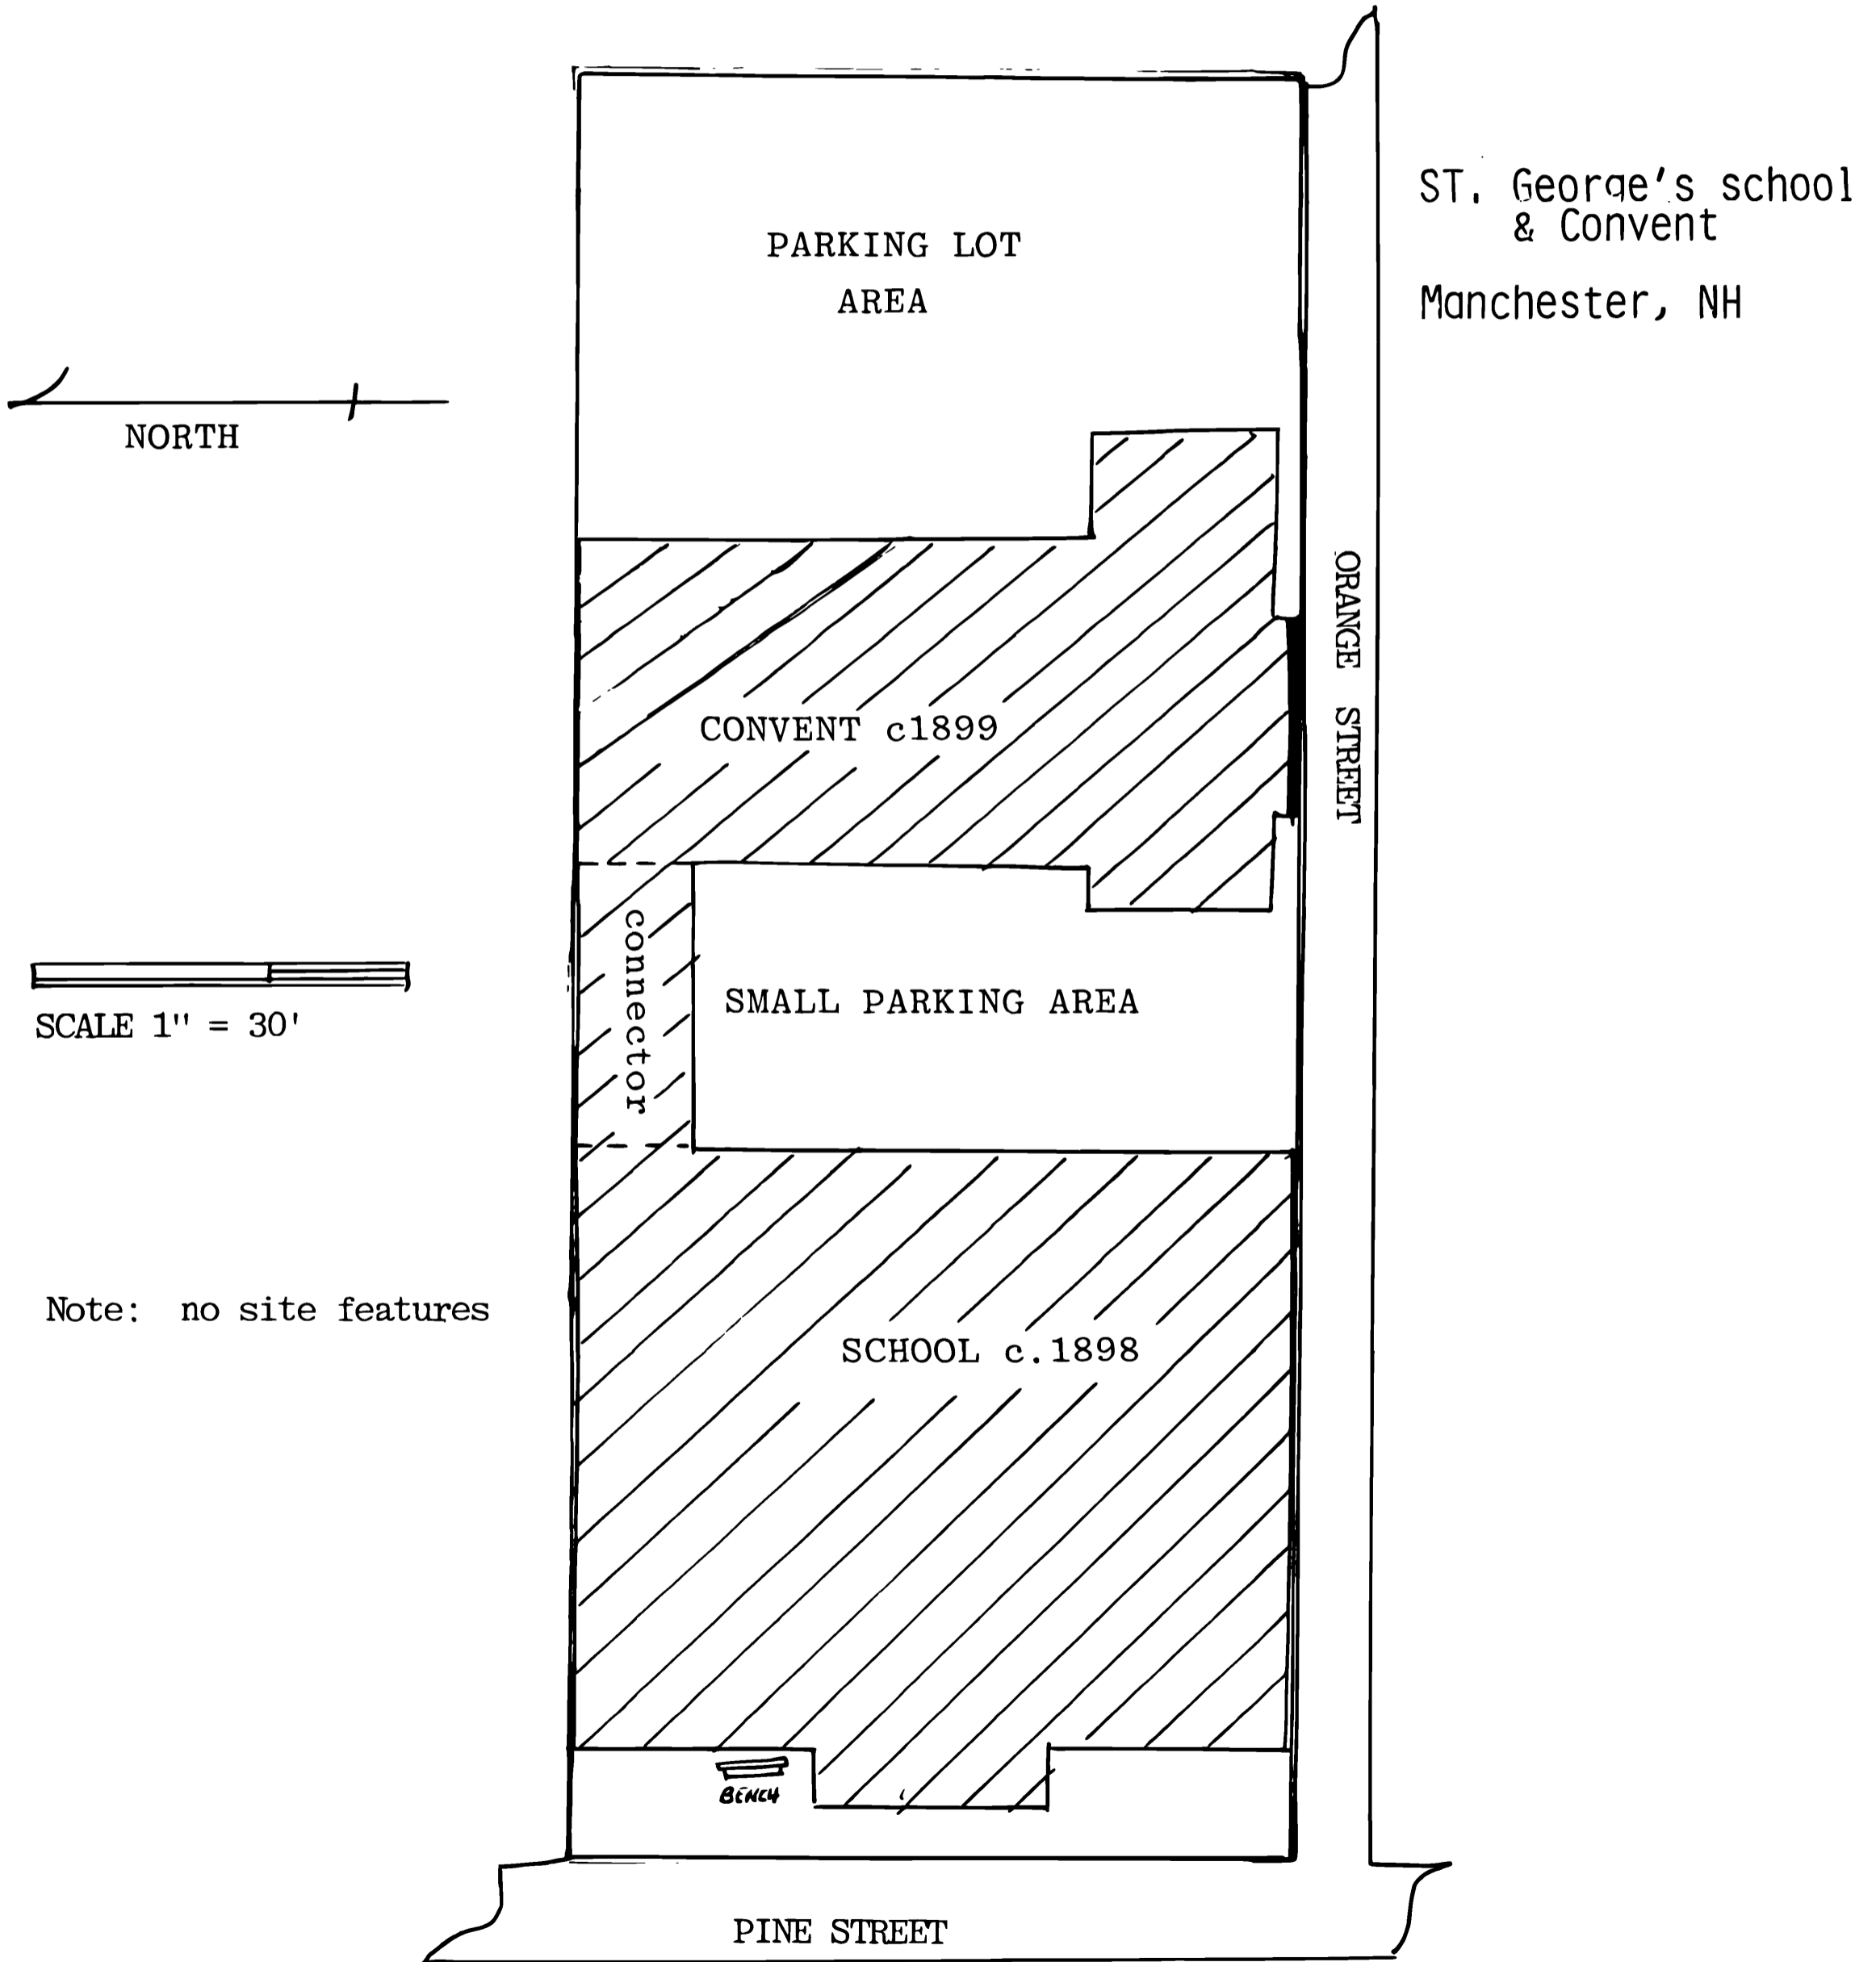 ST. George's school
& Convent
Manchester, NH
PARKING LOT
AREA
NORTH
ORANGE STREET
CONVENT c1899
connector
SMALL PARKING AREA
SCALE 1" = 30'
Note: no site features
SCHOOL c.1898
BENCH
PINE STREET